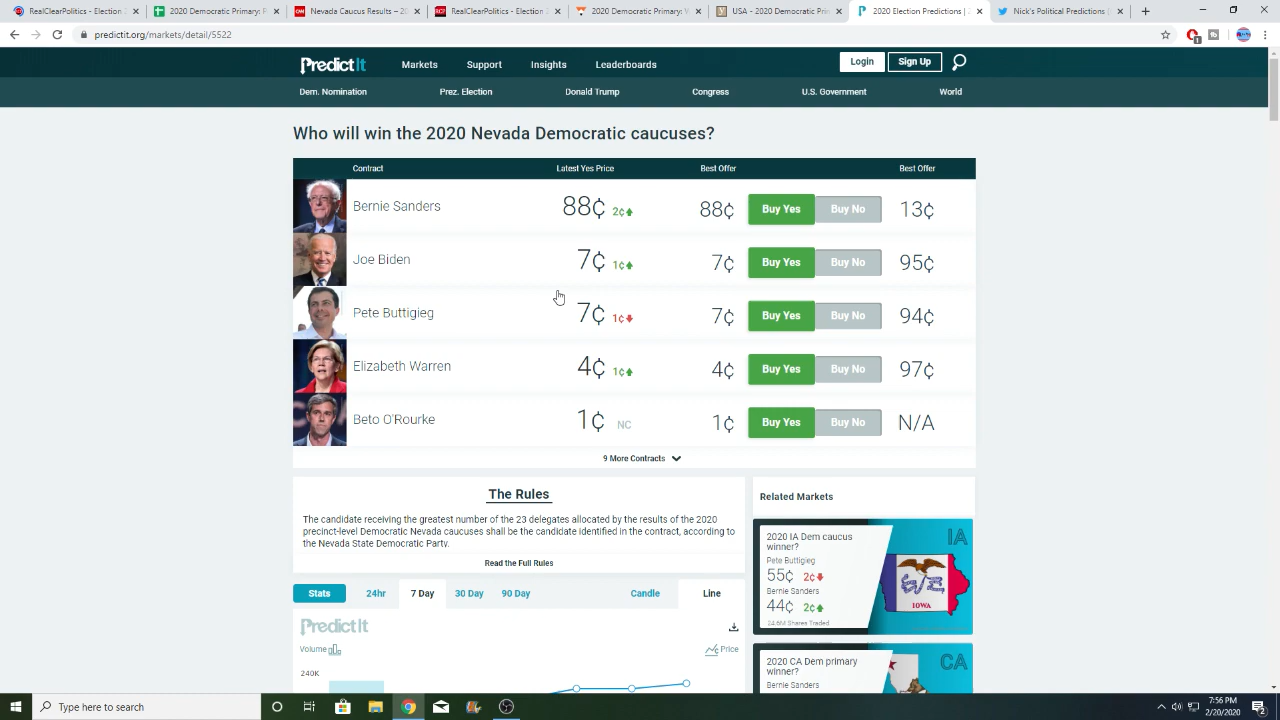 RealClearPolitics - Election 2
2020 Democratic Primary F
Nevada Caucus Results – 20
RealClearPolitics - Election 2
2020 Democratic Primary V
USA - 2020 Democratic Prim
2020 Election Predictions |
Nick's Political Predictions (
predictit.org/markets/detail/5522
1
PredictIt
Markets
Support
Insights
Leaderboards
Login
Sign Up
Dem. Nomination
Prez. Election
Donald Trump
Congress
U.S. Government
World
Who will win the 2020 Nevada Democratic caucuses?
Contract Latest Yes Price Best Offer Best Offer
Bernie Sanders 88¢ 2¢ 88¢ Buy Yes Buy No 13¢
Joe Biden 7¢ 1¢ 7¢ Buy Yes Buy No 95¢
Pete Buttigieg 7¢ 1¢ 7¢ Buy Yes Buy No 94¢
Elizabeth Warren 4¢ 1¢ 4¢ Buy Yes Buy No 97¢
Beto O'Rourke 1¢ NC 1¢ Buy Yes Buy No N/A
9 More Contracts
The Rules
The candidate receiving the greatest number of the 23 delegates allocated by the results of the 2020
precinct-level Democratic Nevada caucuses shall be the candidate identified in the contract, according to
the Nevada State Democratic Party.
Read the Full Rules
Stats 24hr 7 Day 30 Day 90 Day Candle Line
PredictIt
Volume
Price
240K
Related Markets
2020 IA Dem caucus
winner?
Pete Buttigieg
55¢ 2¢
Bernie Sanders
44¢ 2¢
24.6M Shares Traded
IA
IOWA
2020 CA Dem primary
winner?
Bernie Sanders
CA
Type here to search
7:56 PM
2/20/2020
2